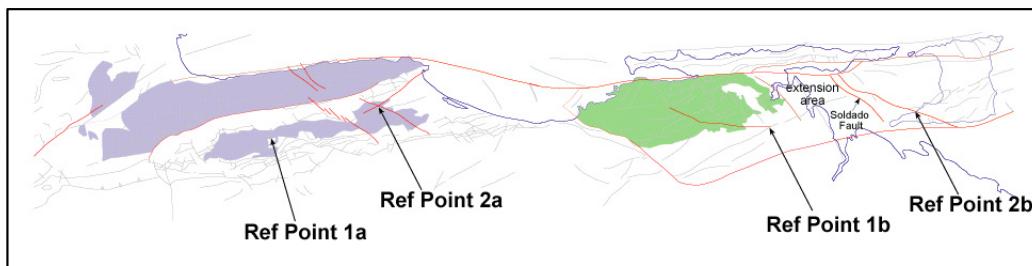 extension
area
Soldado
Fault
Ref Point 1a
Ref Point 2a
Ref Point 1b
Ref Point 2b